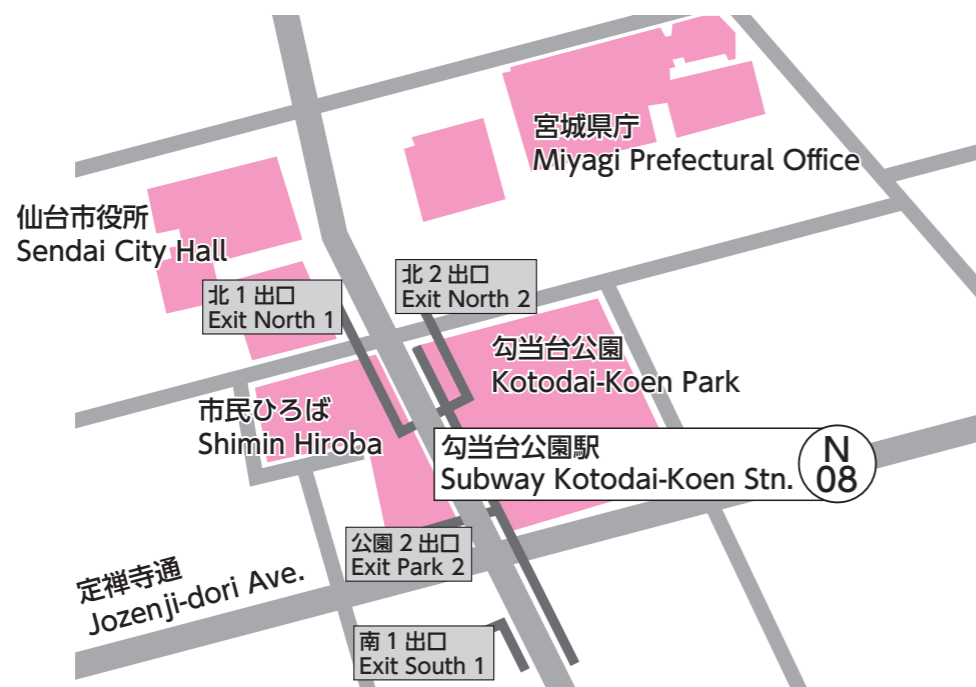 宮城県庁
Miyagi Prefectural Office
仙台市役所
Sendai City Hall
北 2 出口
Exit North 2
北 1 出口
Exit North 1
勾当台公園
Kotodai-Koen Park
市民ひろば
Shimin Hiroba
勾当台公園駅
Subway Kotodai-Koen Stn.
N
08
公園 2 出口
Exit Park 2
定禅寺通
Jozenji-dori Ave.
南 1 出口
Exit South 1